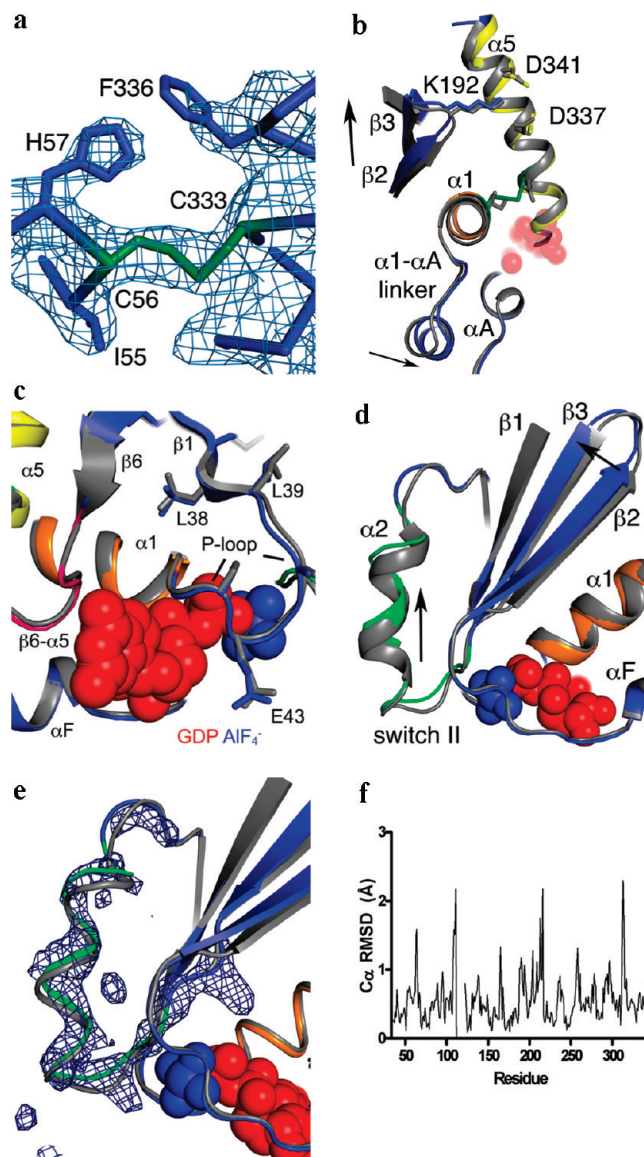 a
F336
H57
C333
C56
I55
b
α5
K192
D341
β3
D337
β2
α1
α1-αA
linker
αA
c
β1
β6
α5
L39
L38
α1
P-loop
β6-α5
αF
E43
GDP AlF4-
d
β3
β1
α2
β2
α1
αF
switch II
e
f
Cα RMSD (Å)
3
2
1
0
50 100 150 200 250 300
Residue